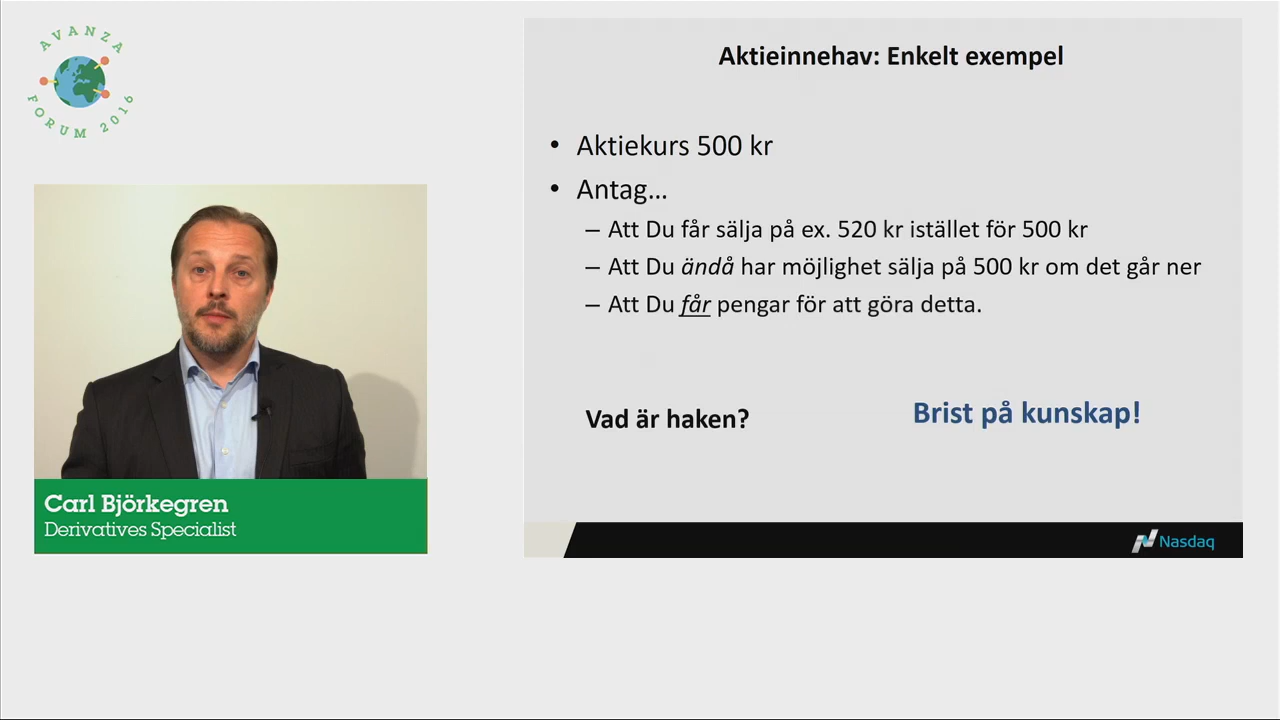 AVANZA
FORUM 2016
Aktieinnehav: Enkelt exempel
• Aktiekurs 500 kr
• Antag...
– Att Du får sälja på ex. 520 kr istället för 500 kr
– Att Du ändå har möjlighet sälja på 500 kr om det går ner
– Att Du får pengar för att göra detta.
Vad är haken?
Brist på kunskap!
Carl Björkegren
Derivatives Specialist
Nasdaq